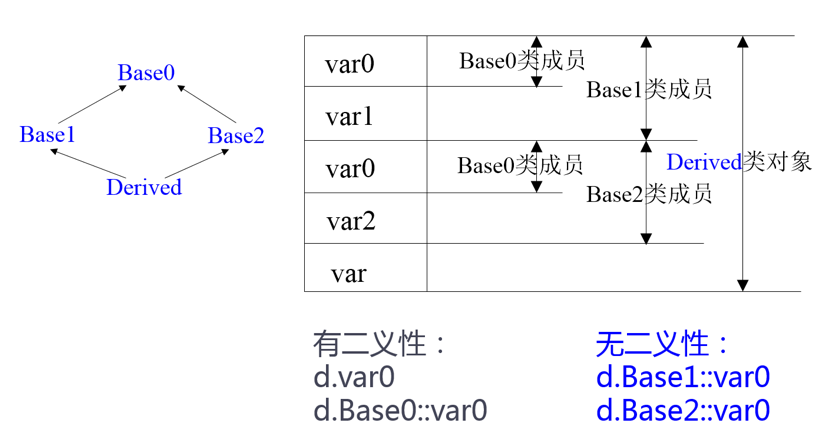 Base0
Base1
Base2
Derived
var0
Base0类成员
Base1类成员
var1
var0
Base0类成员
Derived类对象
Base2类成员
var2
var
有二义性：
d.var0
d.Base0::var0
无二义性：
d.Base1::var0
d.Base2::var0